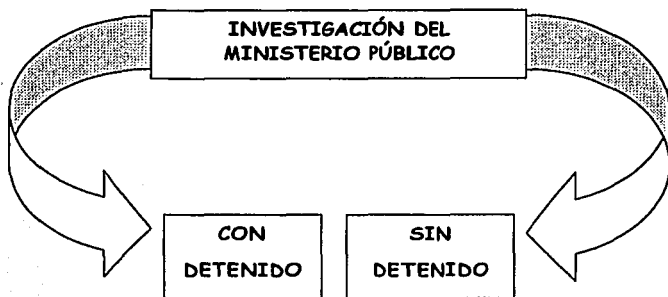 INVESTIGACIÓN DEL
MINISTERIO PÚBLICO
CON
DETENIDO
SIN
DETENIDO